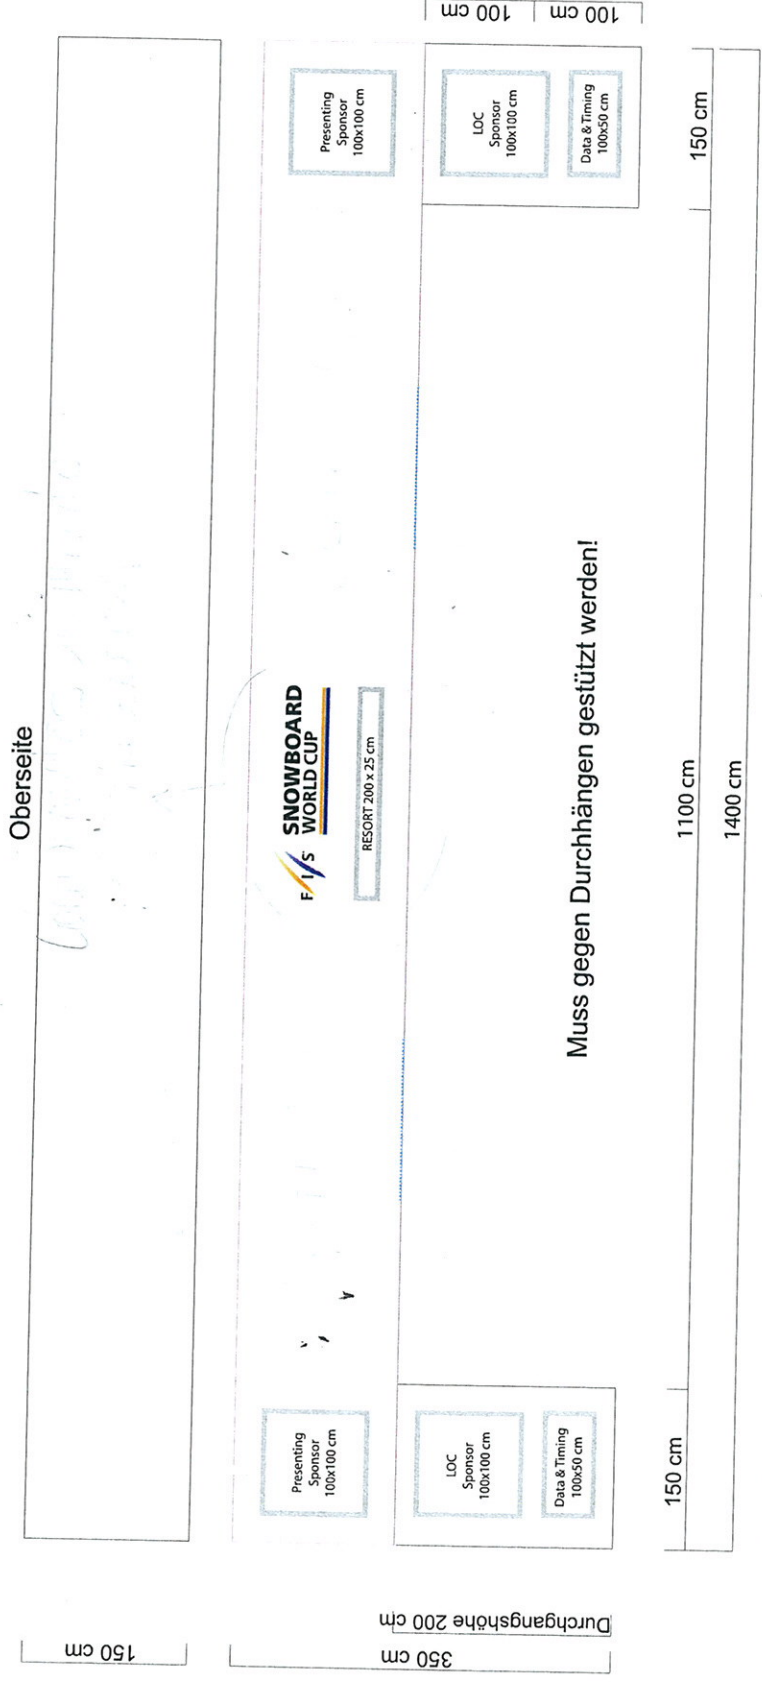 Oberseite
150 cm
Presenting
Sponsor
100x100 cm
F I S
SNOWBOARD
WORLD CUP
RESORT 200 x 25 cm
Presenting
Sponsor
100x100 cm
LOC
Sponsor
100x100 cm
Data & Timing
100x50 cm
Muss gegen Durchhängen gestützt werden!
LOC
Sponsor
100x100 cm
Data & Timing
100x50 cm
100 cm
100 cm
350 cm
Durchgangshöhe 200 cm
150 cm
1100 cm
150 cm
1400 cm